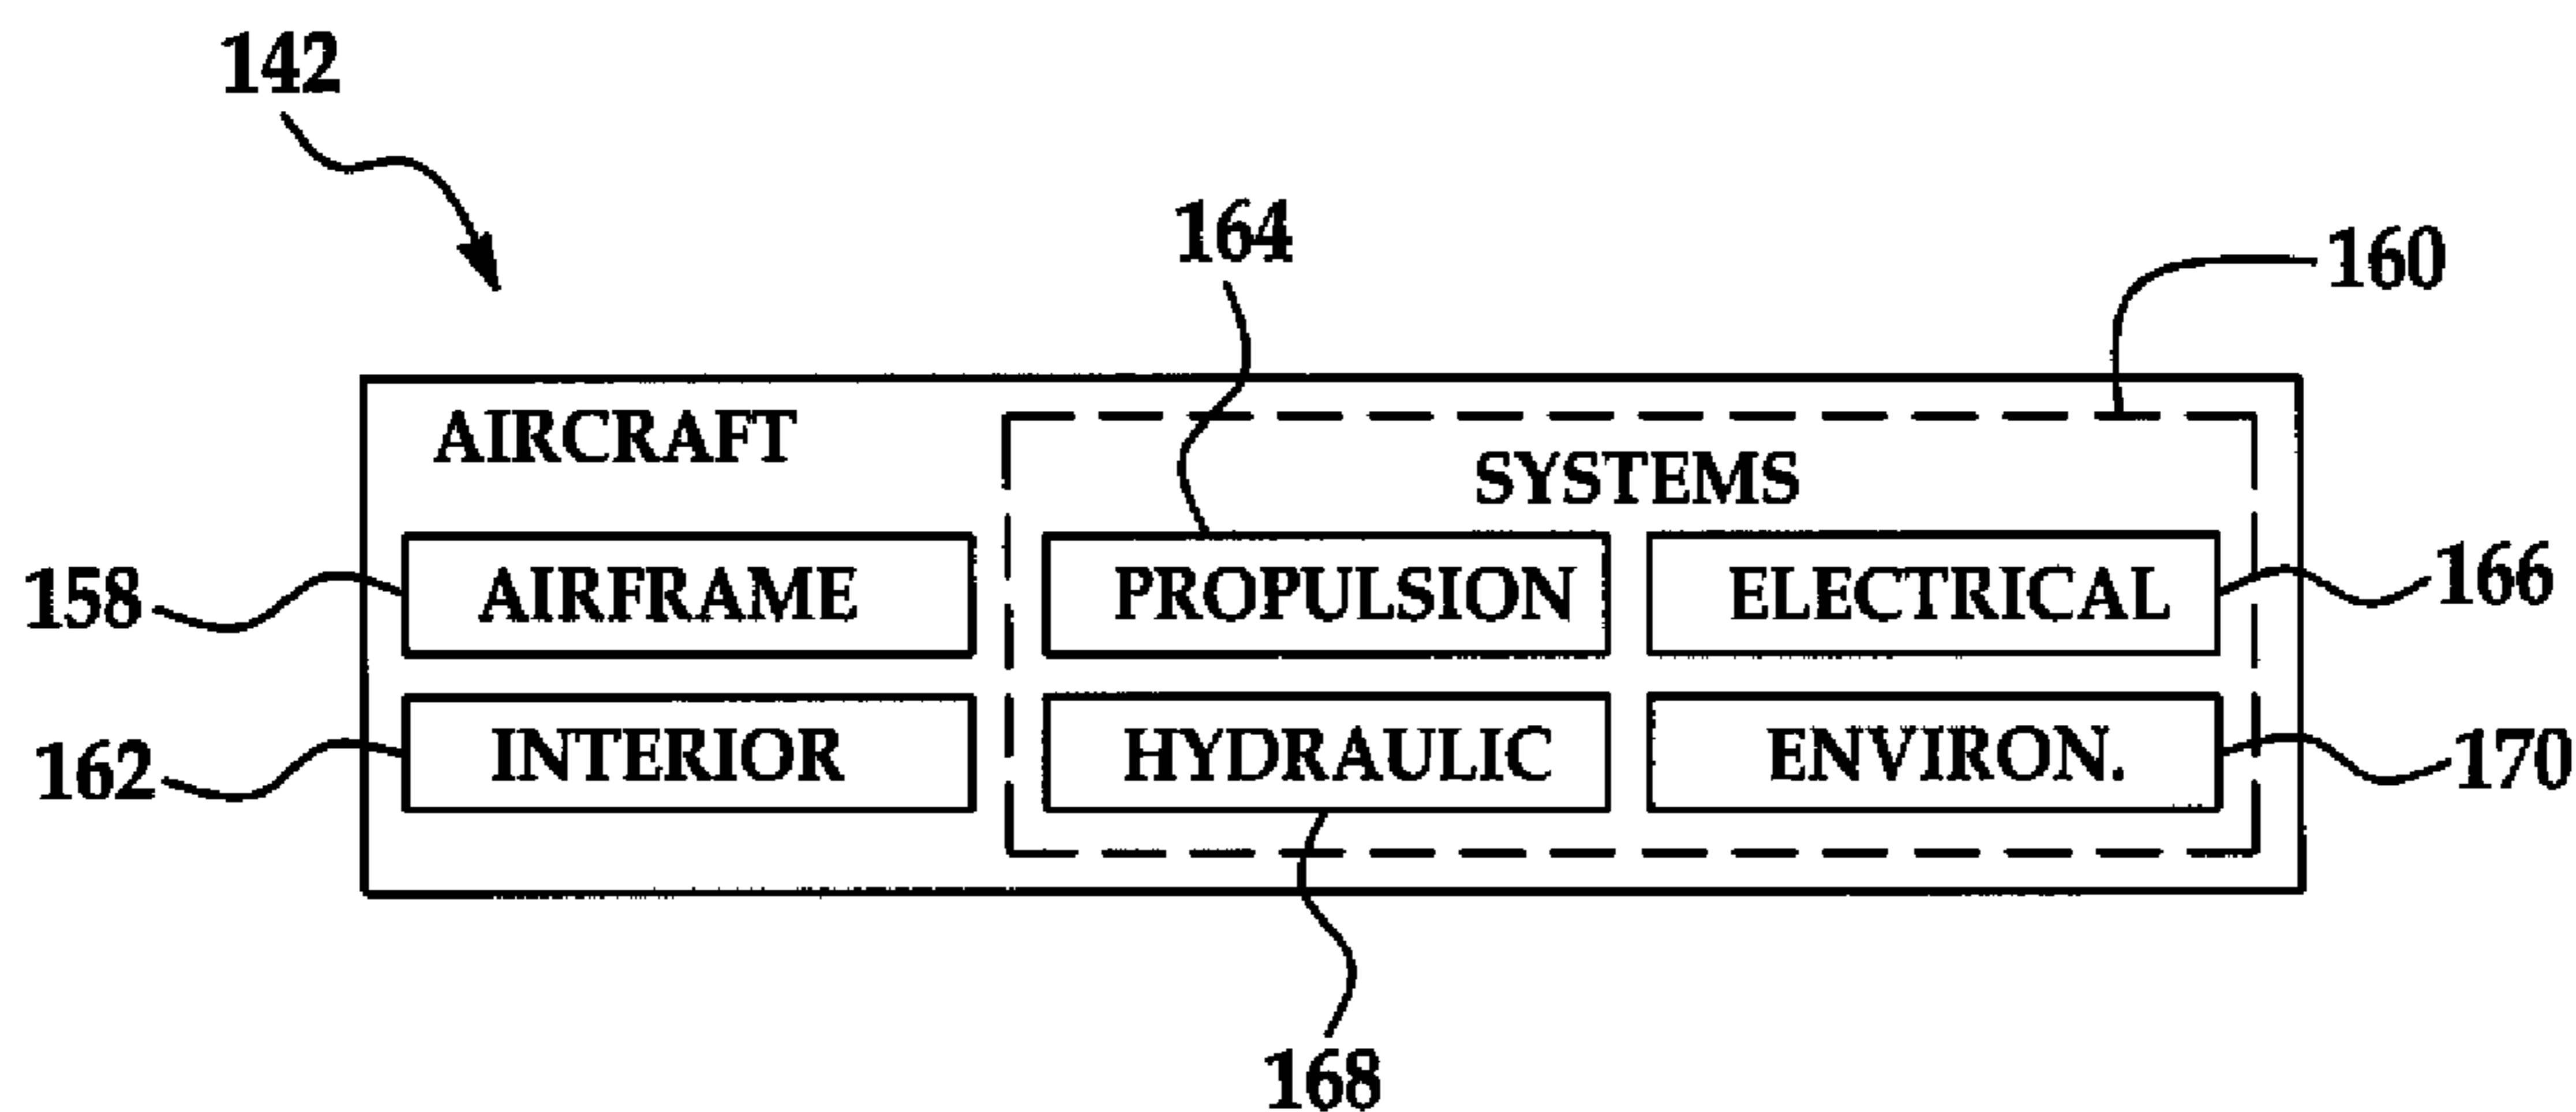 142
164
160
AIRCRAFT
SYSTEMS
158
AIRFRAME
PROPULSION
ELECTRICAL
166
162
INTERIOR
HYDRAULIC
ENVIRON.
170
168